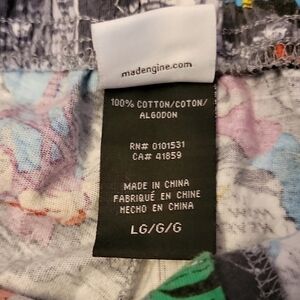 madengine.com
100% COTTON/COTON/
ALGODON
RN# 0101531
CA# 41859
MADE IN CHINA
FABRIQUÉ EN CHINE
HECHO EN CHINA
LG/G/G